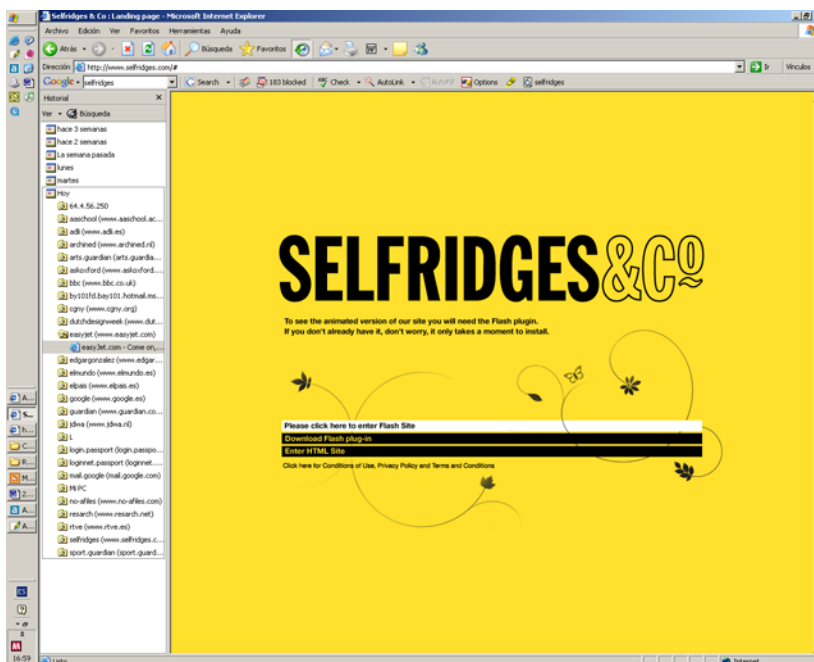 Selfridges & Co : Landing page - Microsoft Internet Explorer
Archivo Edición Ver Favoritos Herramientas Ayuda
Atrás Búsqueda Favoritos
Dirección http://www.selfridges.com/# Ir Vínculos
Google selfridges Search 183 blocked Check AutoLink AutoFill Options selfridges
Historial
Ver Búsqueda
hace 3 semanas
hace 2 semanas
La semana pasada
lunes
martes
Hoy
64.4.56.250
aaschool (www.aaschool.ac...
adli (www.adli.es)
archined (www.archined.nl)
arts.guardian (arts.guardia...
askoxford (www.askoxford....
bbc (www.bbc.co.uk)
by101fd.bay101.hotmail.ms...
cgny (www.cgny.org)
dutchdesignweek (www.dut...
easyjet (www.easyjet.com)
easyJet.com - Come on,...
edgargonzalez (www.edgar...
elmundo (www.elmundo.es)
elpais (www.elpais.es)
google (www.google.es)
guardian (www.guardian.co...
jdwa (www.jdwa.nl)
L
login.passport (login.passpo...
loginnet.passport (loginnet....
mail.google (mail.google.com)
Mi PC
no-afiles (www.no-afiles.com)
resarch (www.resarch.net)
rtve (www.rtve.es)
selfridges (www.selfridges.c...
sport.guardian (sport.guard...
SELFRIDGES&Cº
To see the animated version of our site you will need the Flash plugin.
If you don't already have it, don't worry, it only takes a moment to install.
Please click here to enter Flash Site
Download Flash plug-in
Enter HTML Site
Click here for Conditions of Use, Privacy Policy and Terms and Conditions
A...
S...
h...
C...
R...
M...
2...
A...
A...
ES
16:59
Listo
Internet